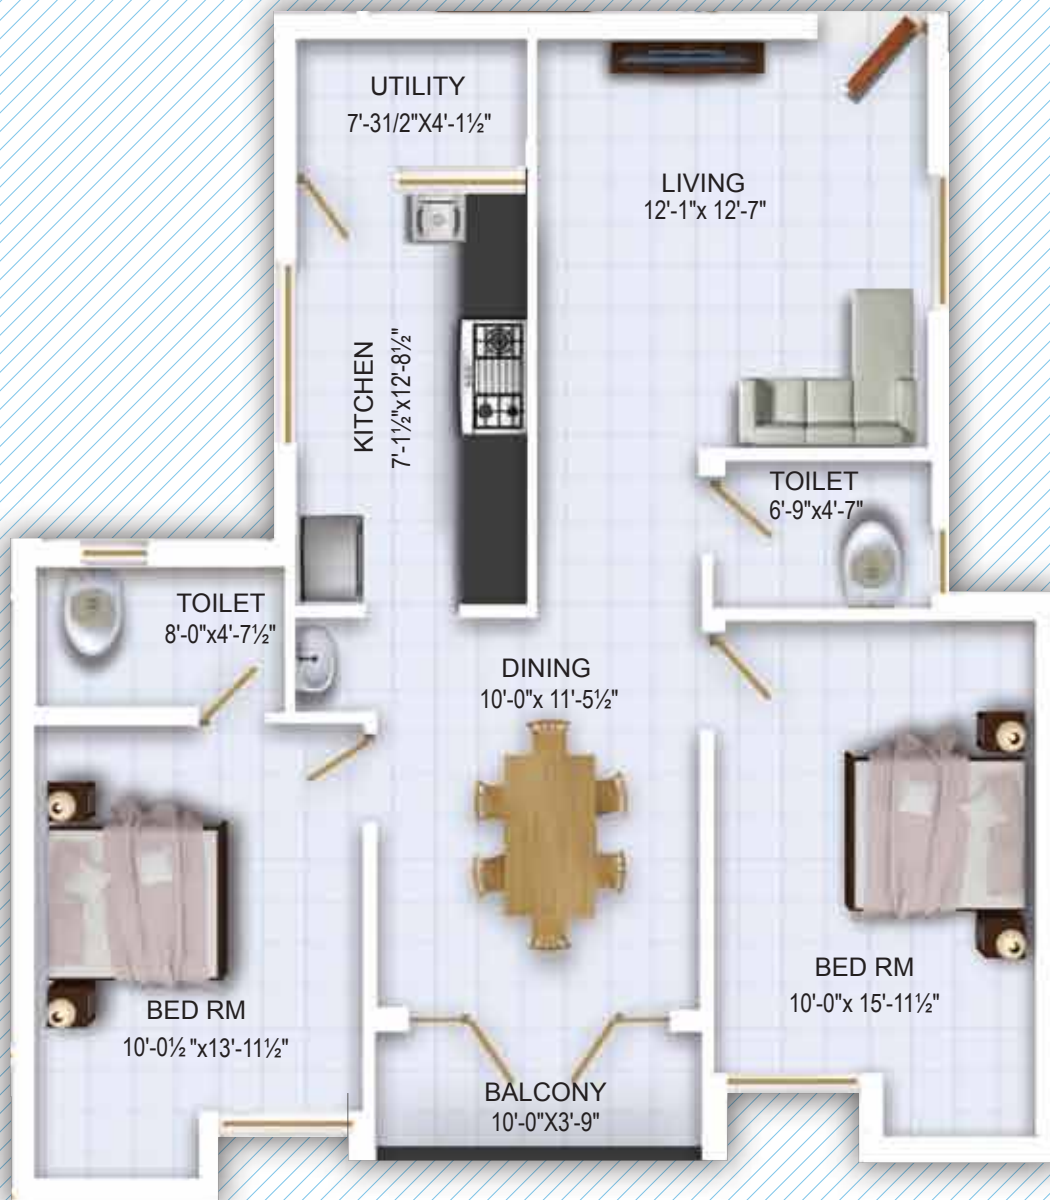 UTILITY
7'-31/2"X4'-1½"
LIVING
12'-1"x 12'-7"
KITCHEN
7'-1½"x12'-8½"
TOILET
6'-9"x4'-7"
TOILET
8'-0"x4'-7½"
DINING
10'-0"x 11'-5½"
BED RM
10'-0"x 15'-11½"
BED RM
10'-0½ "x13'-11½"
BALCONY
10'-0"X3'-9"